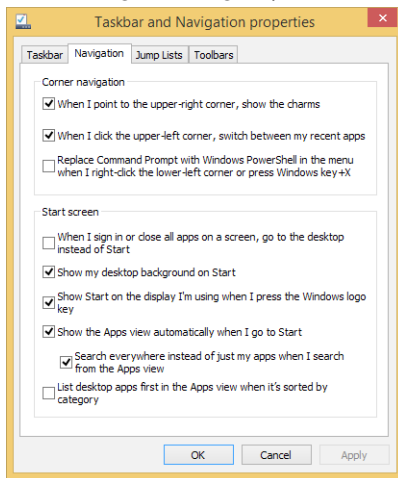 Taskbar and Navigation properties
Taskbar Navigation Jump Lists Toolbars
Corner navigation
When I point to the upper-right corner, show the charms
When I click the upper-left corner, switch between my recent apps
Replace Command Prompt with Windows PowerShell in the menu
when I right-click the lower-left corner or press Windows key+X
Start screen
When I sign in or close all apps on a screen, go to the desktop
instead of Start
Show my desktop background on Start
Show Start on the display I'm using when I press the Windows logo
key
Show the Apps view automatically when I go to Start
Search everywhere instead of just my apps when I search
from the Apps view
List desktop apps first in the Apps view when it's sorted by
category
OK Cancel Apply